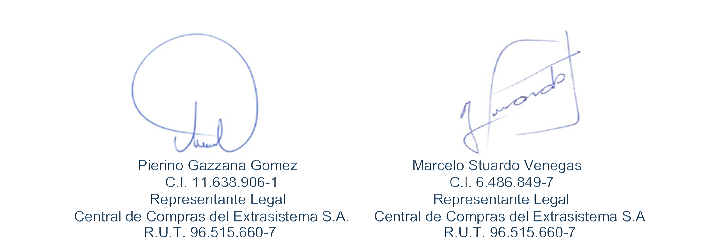 Pierino Gazzana Gomez
C.I. 11.638.906-1
Representante Legal
Central de Compras del Extrasistema S.A.
R.U.T. 96.515.660-7
Marcelo Stuardo Venegas
C.I. 6.486.849-7
Representante Legal
Central de Compras del Extrasistema S.A
R.U.T. 96.515.660-7